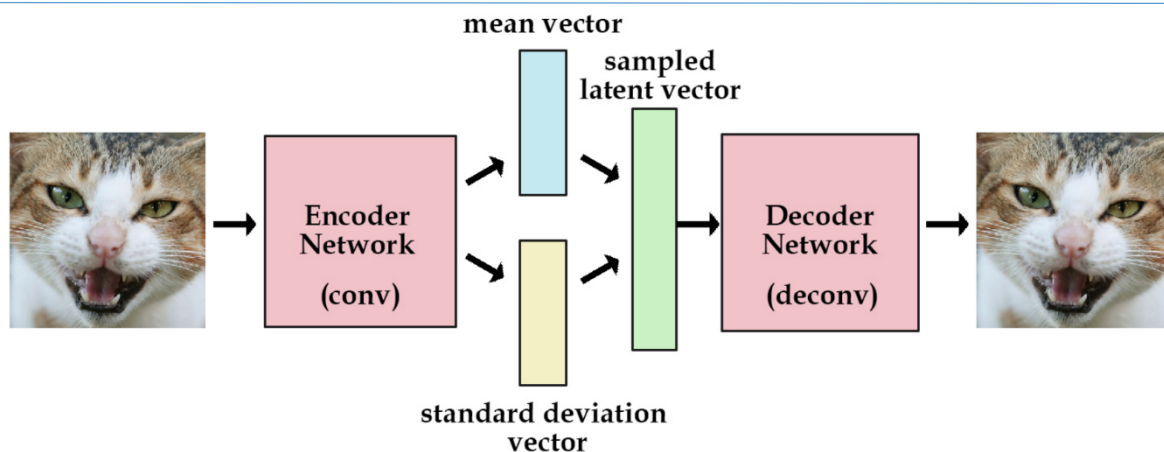 mean vector
sampled
latent vector
Encoder
Network
(conv)
Decoder
Network
(deconv)
standard deviation
vector